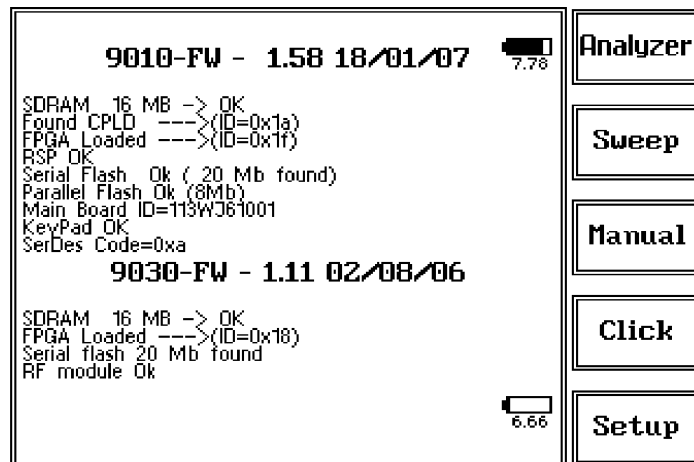 9010-FW - 1.58 18/01/07
7.78
SDRAM 16 MB -> OK
Found CPLD --->(ID=0x1a)
FPGA Loaded --->(ID=0x1f)
RSP OK
Serial Flash Ok ( 20 Mb found)
Parallel Flash Ok (8Mb)
Main Board ID=113WJ61001
KeyPad OK
SerDes Code=0xa
9030-FW - 1.11 02/08/06
SDRAM 16 MB -> OK
FPGA Loaded --->(ID=0x18)
Serial flash 20 Mb found
RF module Ok
6.66
Analyzer
Sweep
Manual
Click
Setup